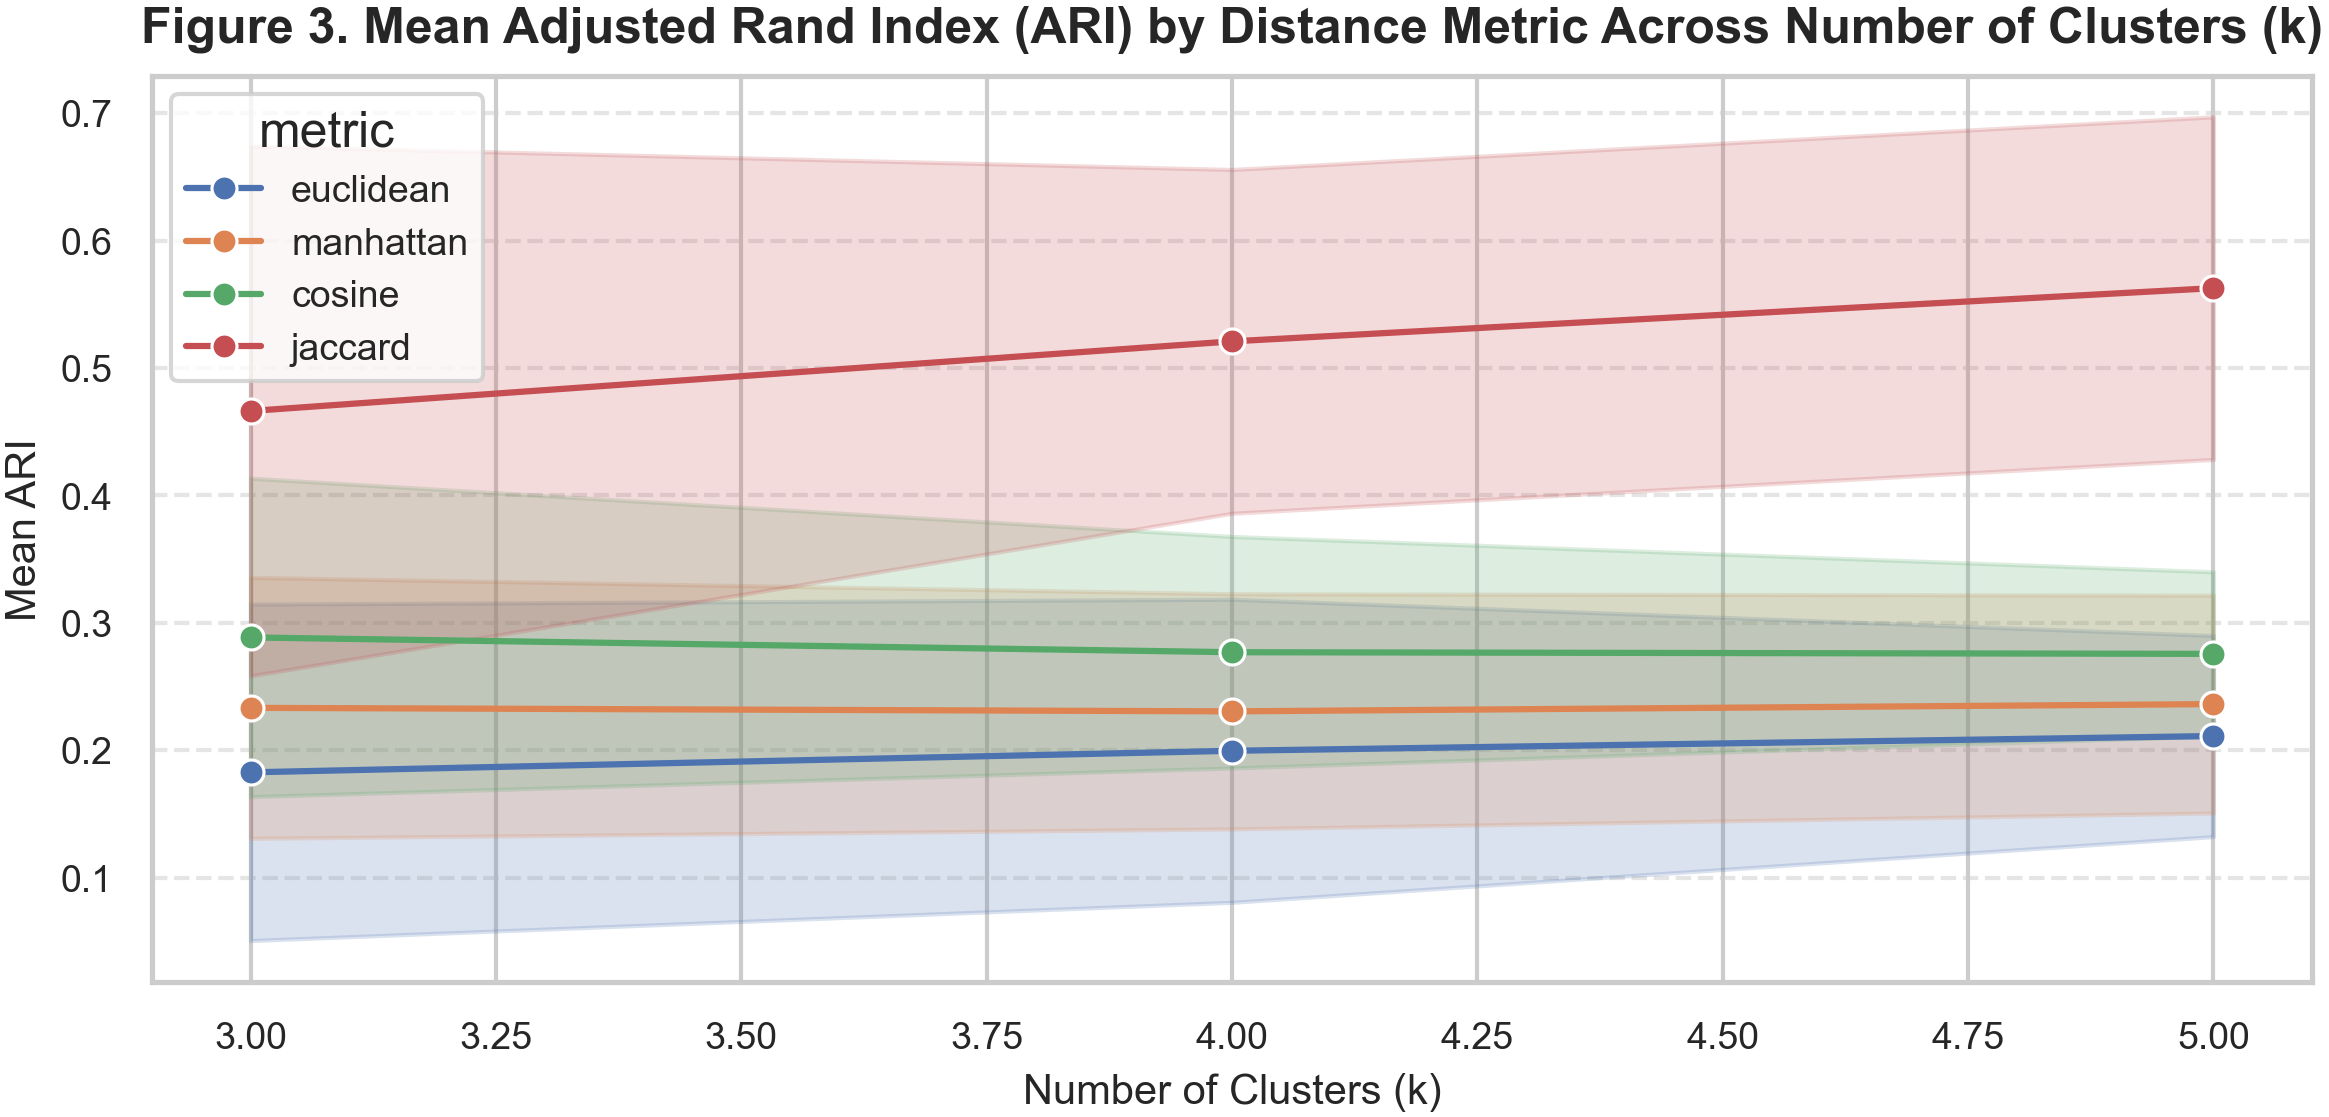 Figure 3. Mean Adjusted Rand Index (ARI) by Distance Metric Across Number of Clusters (k)
metric
euclidean
manhattan
cosine
jaccard
Mean ARI
0.7
0.6
0.5
0.4
0.3
0.2
0.1
3.00 3.25 3.50 3.75 4.00 4.25 4.50 4.75 5.00
Number of Clusters (k)